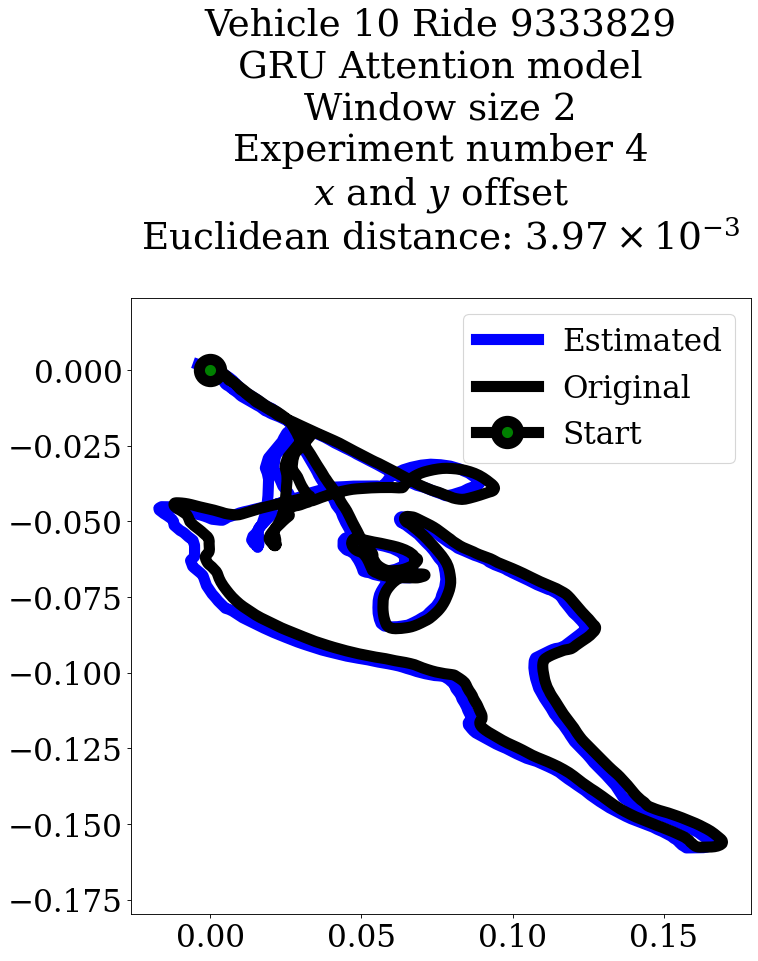 Vehicle 10 Ride 9333829
GRU Attention model
Window size 2
Experiment number 4
x and y offset
Euclidean distance: 3.97 × 10⁻³
Estimated
Original
Start
0.000
−0.025
−0.050
−0.075
−0.100
−0.125
−0.150
−0.175
0.00 0.05 0.10 0.15